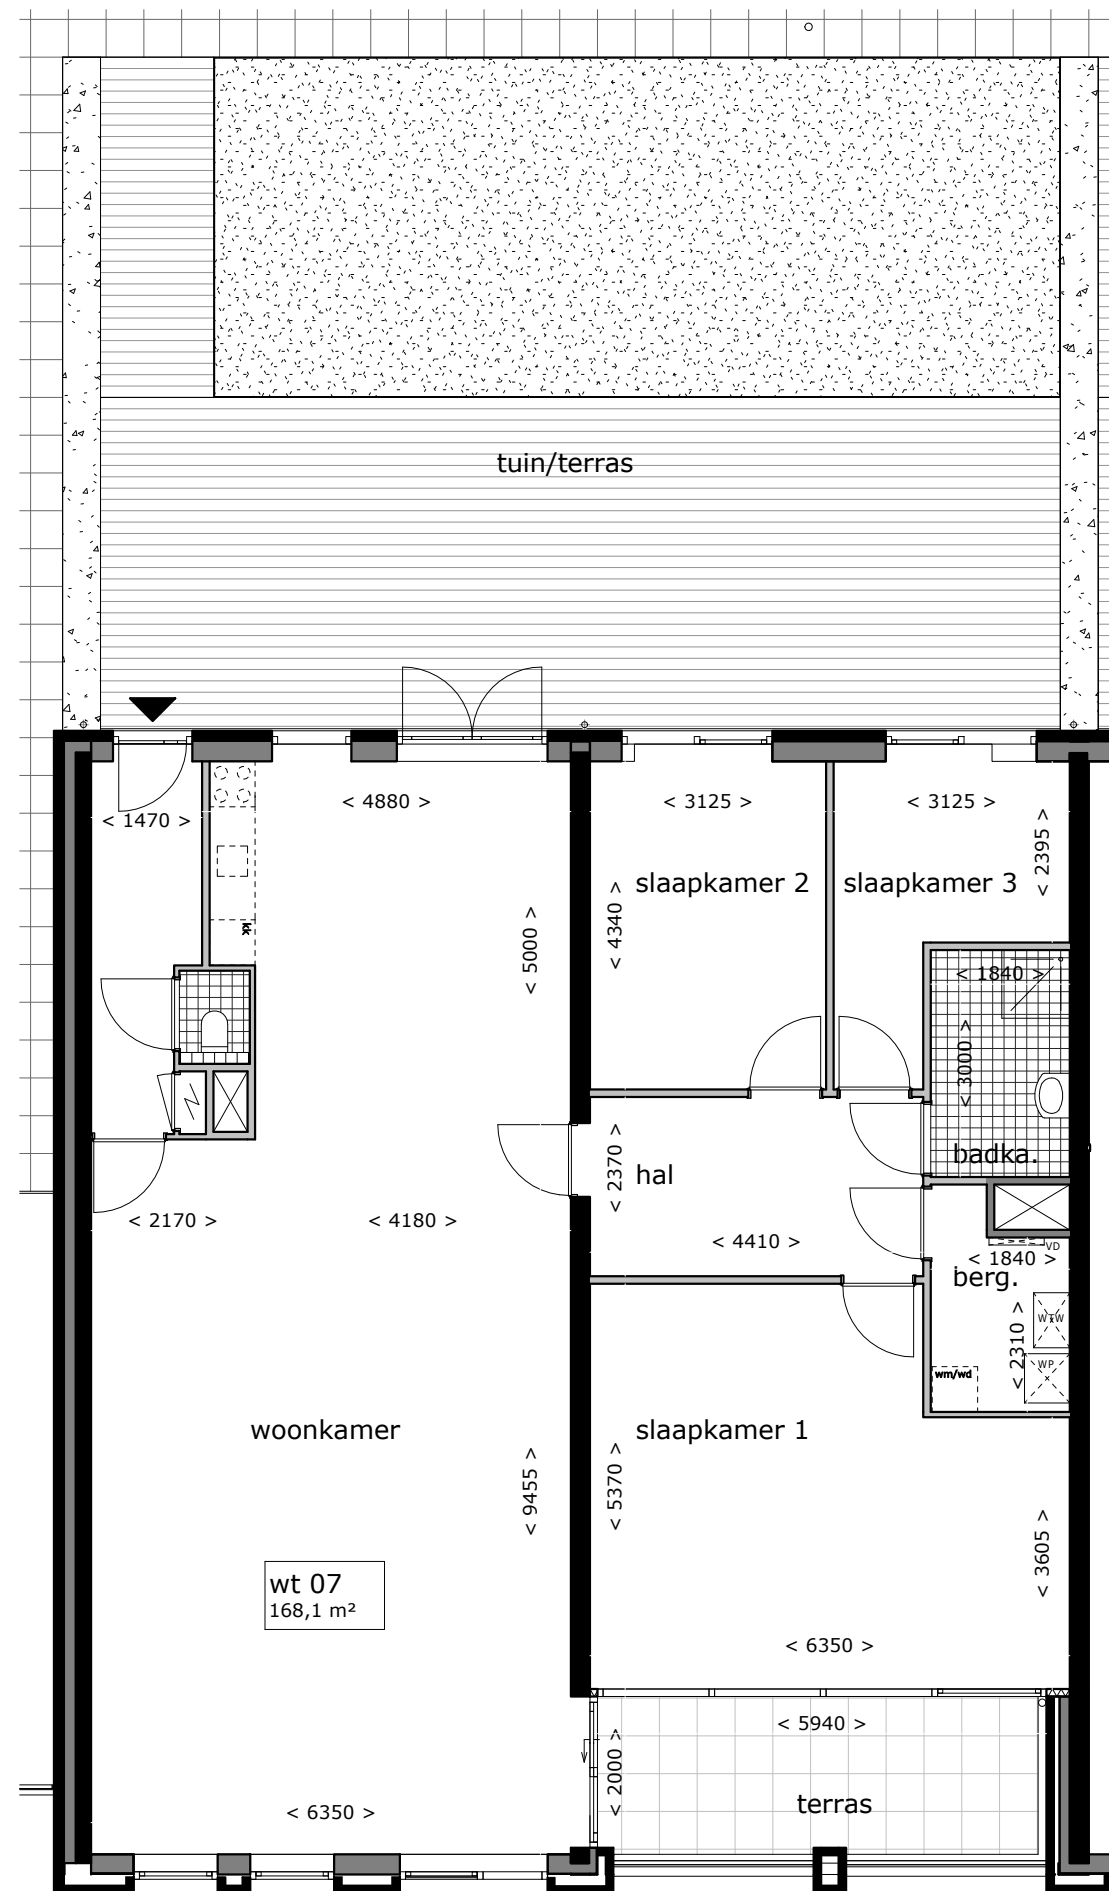 tuin/terras
< 1470 >
< 4880 >
< 3125 >
< 3125 >
< 2395 >
slaapkamer 2
slaapkamer 3
< 4340 >
< 5000 >
kk
< 1840 >
< 3000 >
badka.
< 2370 >
hal
< 2170 >
< 4180 >
< 4410 >
VD
< 1840 >
berg.
WTW
< 2310 >
WP
wm/wd
woonkamer
slaapkamer 1
< 9455 >
< 5370 >
< 3605 >
wt 07
168,1 m²
< 6350 >
< 5940 >
< 2000 >
terras
< 6350 >